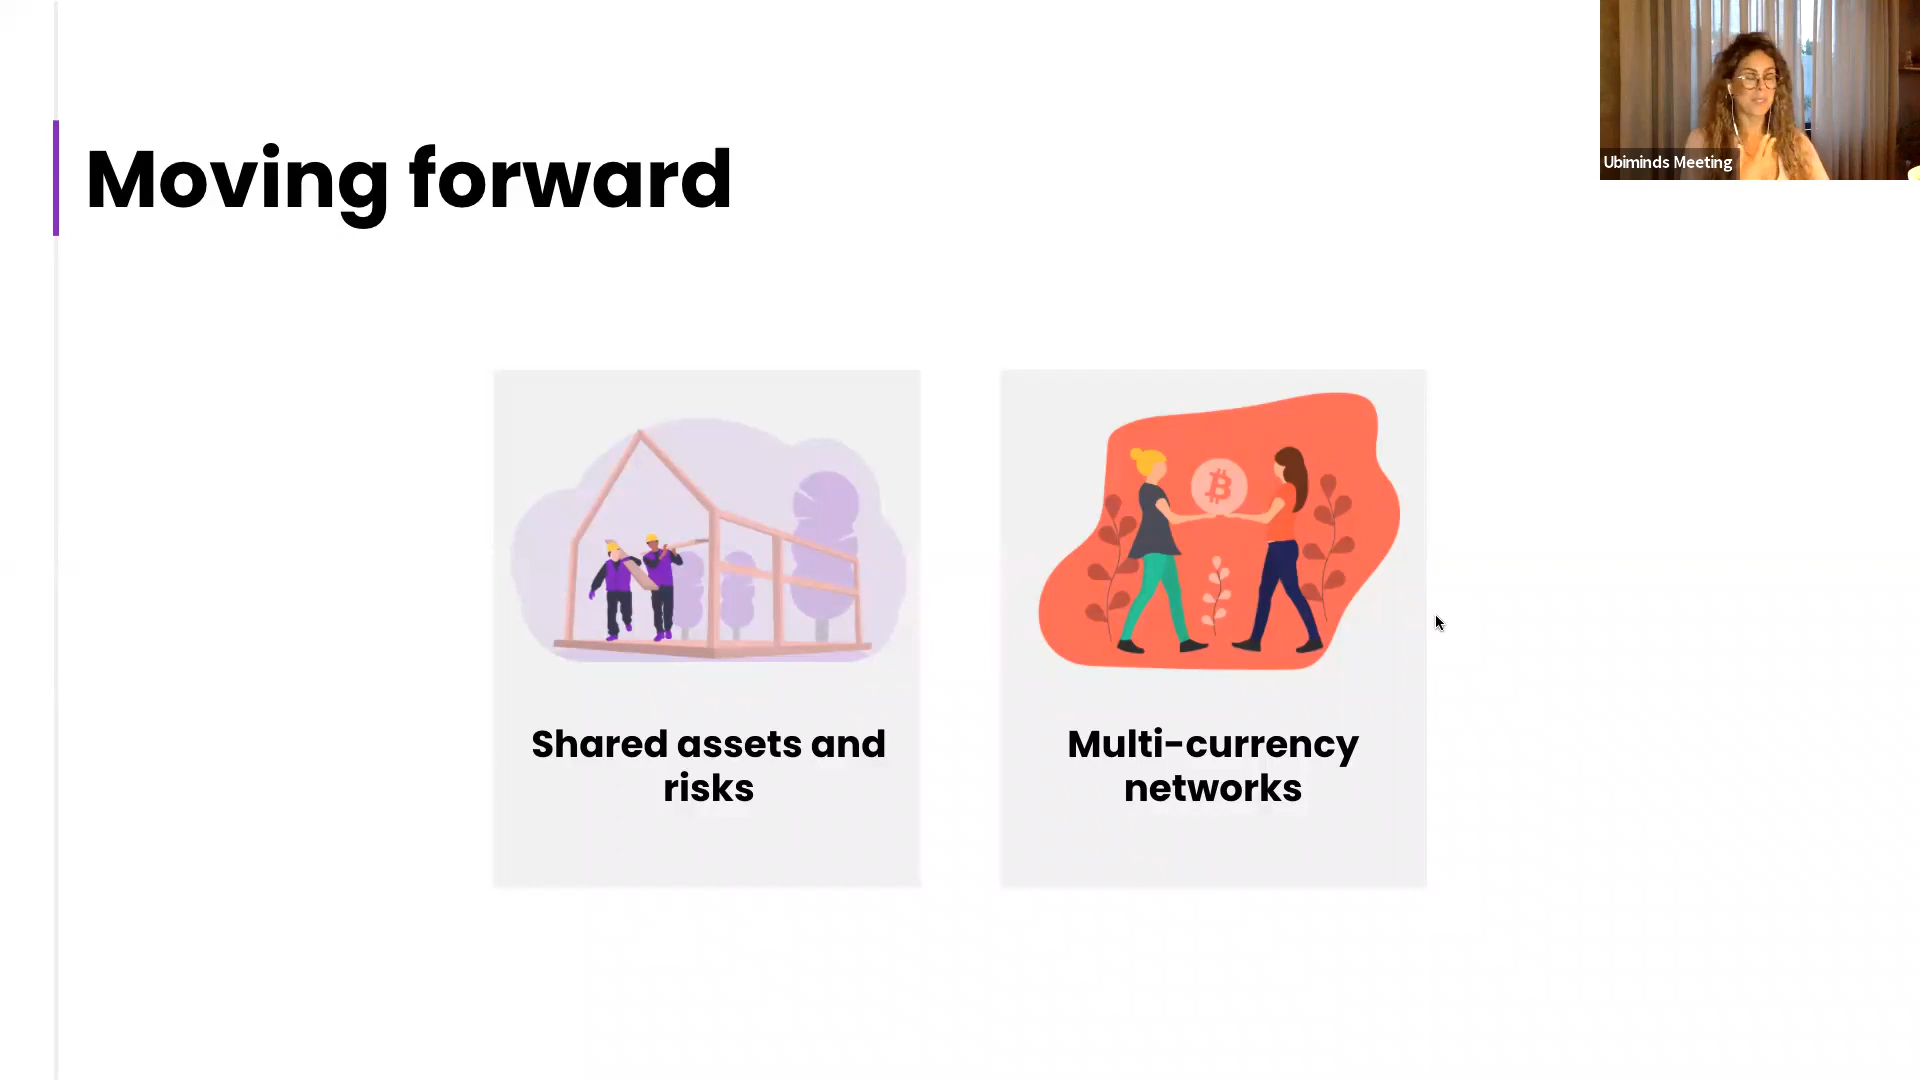 Moving forward
Ubiminds Meeting
Shared assets and
risks
Multi-currency
networks